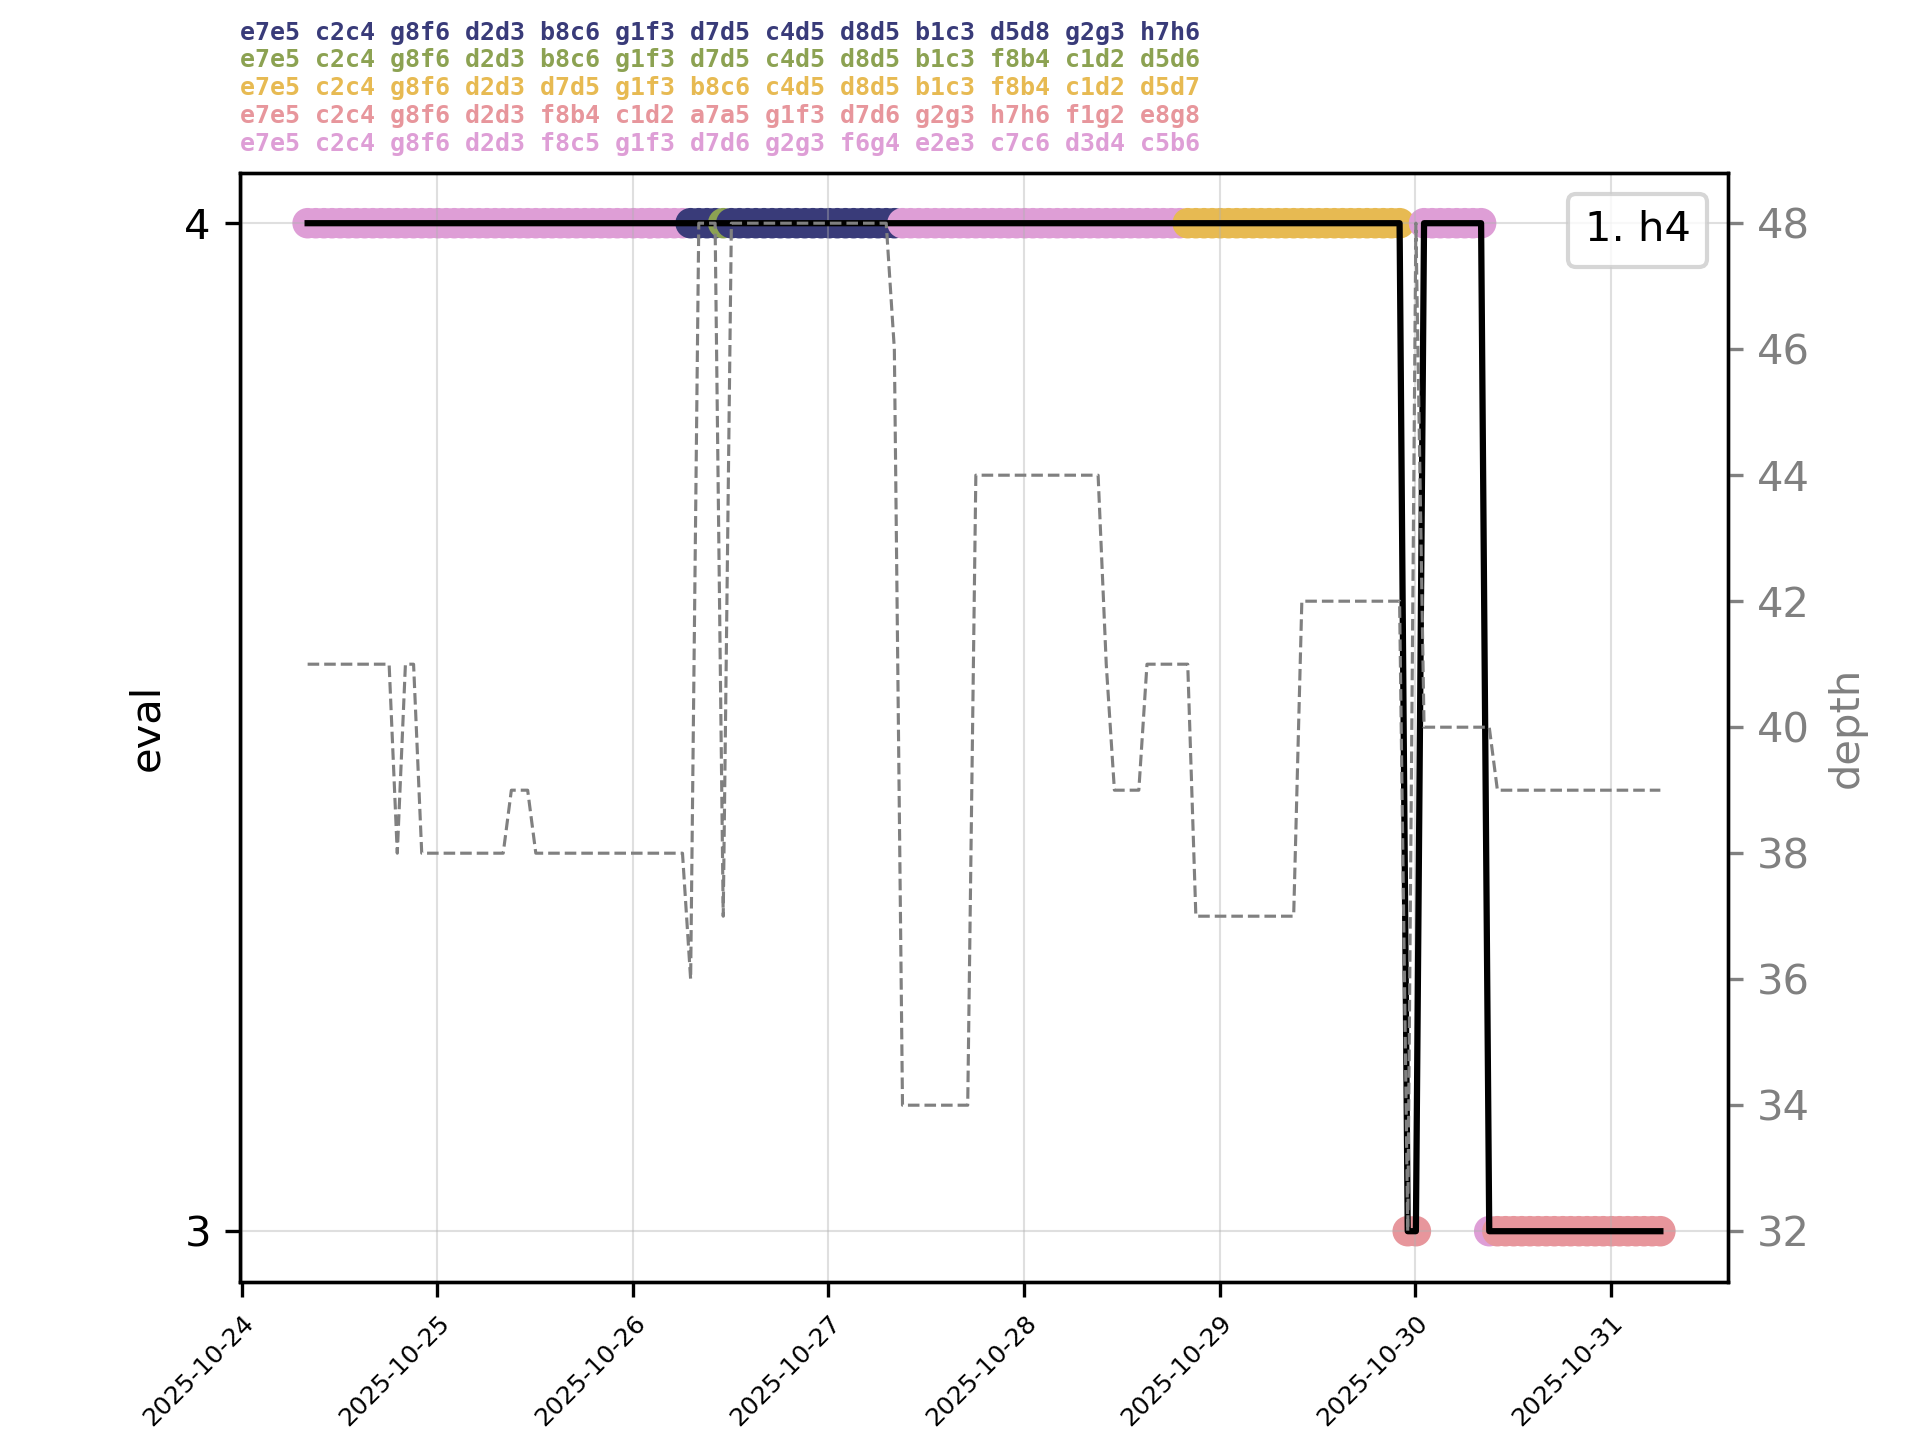 e7e5 c2c4 g8f6 d2d3 b8c6 g1f3 d7d5 c4d5 d8d5 b1c3 d5d8 g2g3 h7h6
e7e5 c2c4 g8f6 d2d3 b8c6 g1f3 d7d5 c4d5 d8d5 b1c3 f8b4 c1d2 d5d6
e7e5 c2c4 g8f6 d2d3 d7d5 g1f3 b8c6 c4d5 d8d5 b1c3 f8b4 c1d2 d5d7
e7e5 c2c4 g8f6 d2d3 f8b4 c1d2 a7a5 g1f3 d7d6 g2g3 h7h6 f1g2 e8g8
e7e5 c2c4 g8f6 d2d3 f8c5 g1f3 d7d6 g2g3 f6g4 e2e3 c7c6 d3d4 c5b6
1. h4
4
3
eval
48
46
44
42
40
38
36
34
32
depth
2025-10-24
2025-10-25
2025-10-26
2025-10-27
2025-10-28
2025-10-29
2025-10-30
2025-10-31